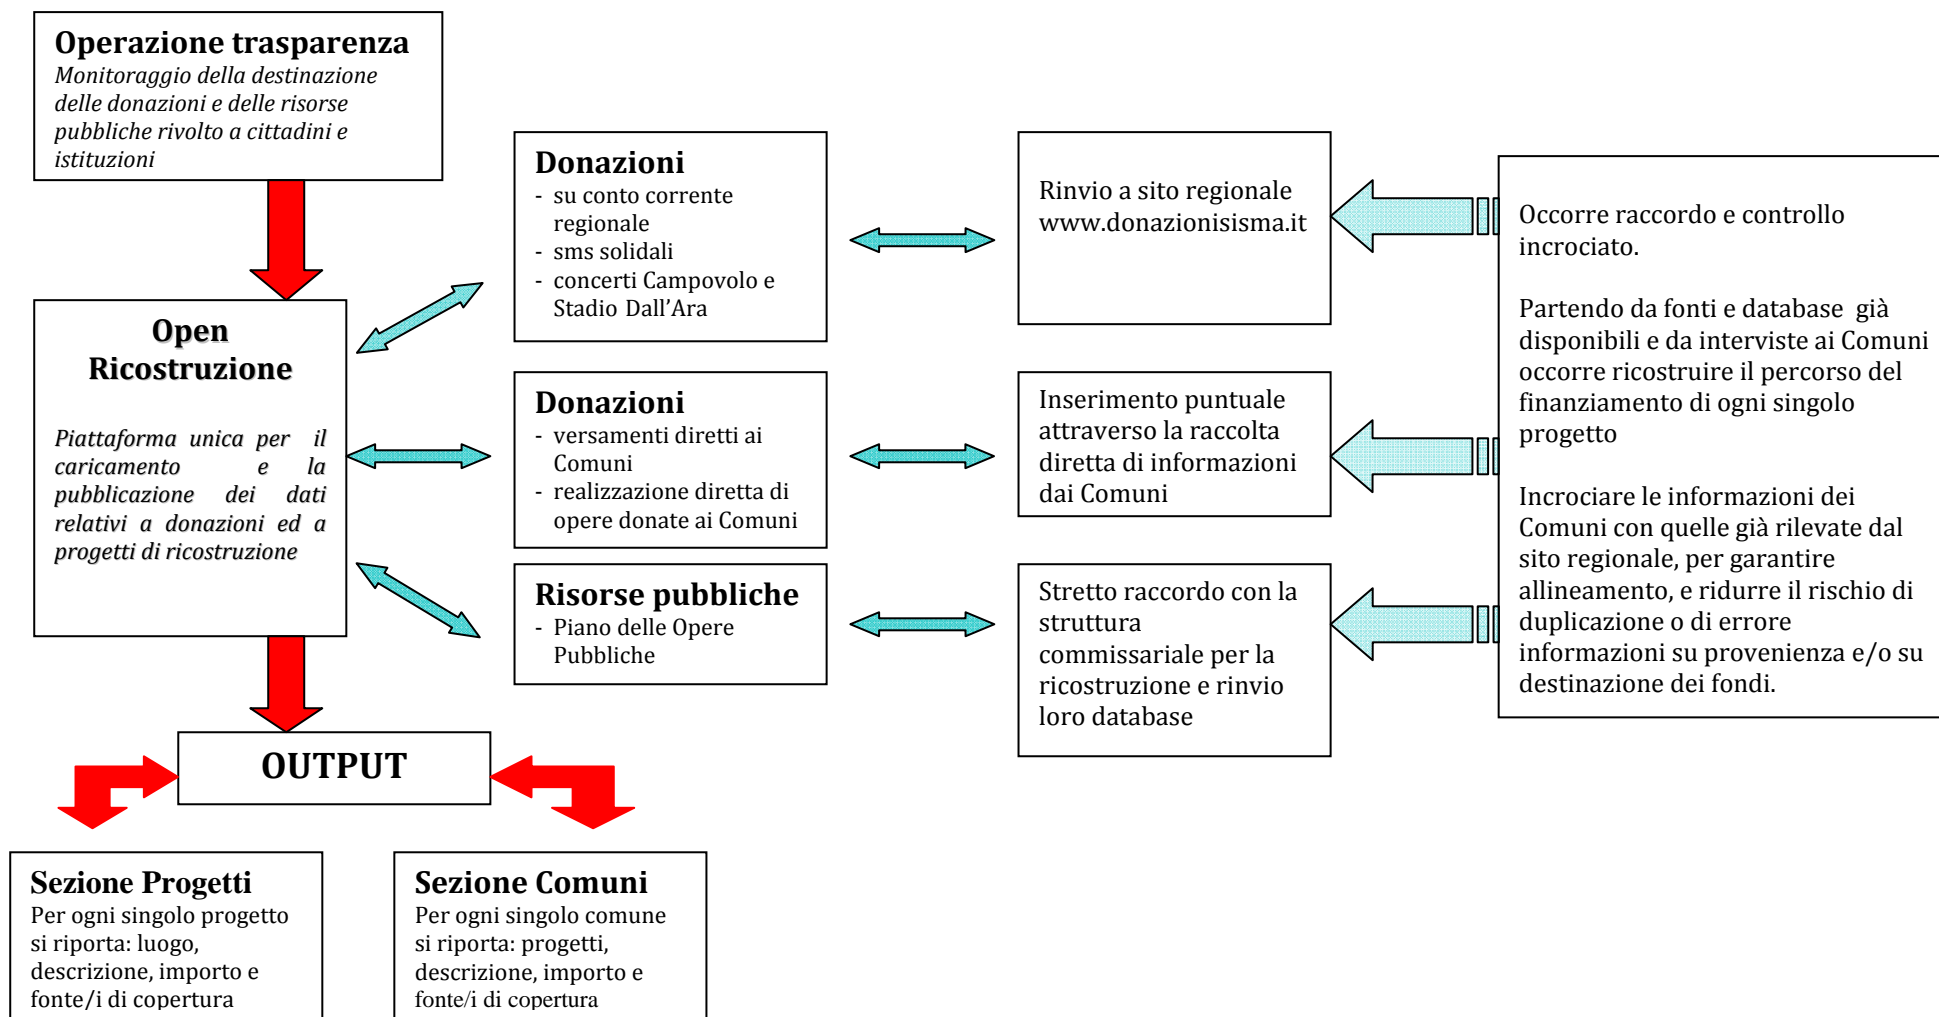 Operazione trasparenza
Monitoraggio della destinazione
delle donazioni e delle risorse
pubbliche rivolto a cittadini e
istituzioni
Open
Ricostruzione
Piattaforma unica per il
caricamento e la
pubblicazione dei dati
relativi a donazioni ed a
progetti di ricostruzione
Donazioni
- su conto corrente
regionale
- sms solidali
- concerti Campovolo e
Stadio Dall'Ara
Donazioni
- versamenti diretti ai
Comuni
- realizzazione diretta di
opere donate ai Comuni
Risorse pubbliche
- Piano delle Opere
Pubbliche
Rinvio a sito regionale
www.donazionisisma.it
Inserimento puntuale
attraverso la raccolta
diretta di informazioni
dai Comuni
Stretto raccordo con la
struttura
commissariale per la
ricostruzione e rinvio
loro database
Occorre raccordo e controllo
incrociato.
Partendo da fonti e database già
disponibili e da interviste ai Comuni
occorre ricostruire il percorso del
finanziamento di ogni singolo
progetto
Incrociare le informazioni dei
Comuni con quelle già rilevate dal
sito regionale, per garantire
allineamento, e ridurre il rischio di
duplicazione o di errore
informazioni su provenienza e/o su
destinazione dei fondi.
OUTPUT
Sezione Progetti
Per ogni singolo progetto
si riporta: luogo,
descrizione, importo e
fonte/i di copertura
Sezione Comuni
Per ogni singolo comune
si riporta: progetti,
descrizione, importo e
fonte/i di copertura